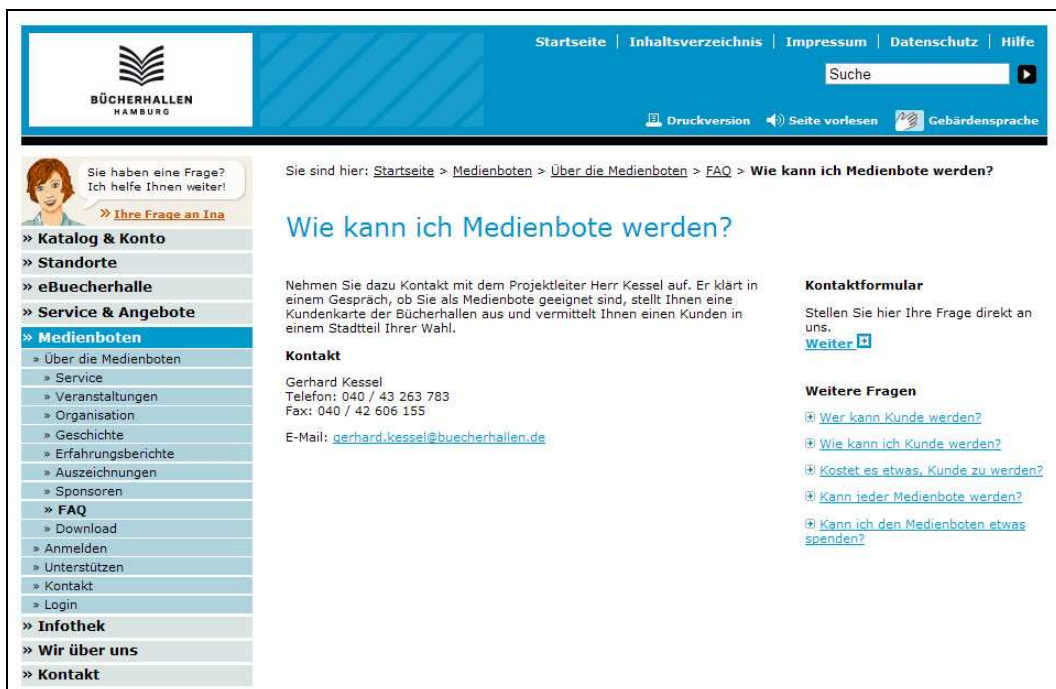 BÜCHERHALLEN
HAMBURG
Startseite | Inhaltsverzeichnis | Impressum | Datenschutz | Hilfe
Suche
Druckversion Seite vorlesen Gebärdensprache
Sie haben eine Frage?
Ich helfe Ihnen weiter!
» Ihre Frage an Ina
» Katalog & Konto
» Standorte
» eBuecherhalle
» Service & Angebote
» Medienboten
» Über die Medienboten
» Service
» Veranstaltungen
» Organisation
» Geschichte
» Erfahrungsberichte
» Auszeichnungen
» Sponsoren
» FAQ
» Download
» Anmelden
» Unterstützen
» Kontakt
» Login
» Infothek
» Wir über uns
» Kontakt
Sie sind hier: Startseite > Medienboten > Über die Medienboten > FAQ > Wie kann ich Medienbote werden?
Wie kann ich Medienbote werden?
Nehmen Sie dazu Kontakt mit dem Projektleiter Herr Kessel auf. Er klärt in
einem Gespräch, ob Sie als Medienbote geeignet sind, stellt Ihnen eine
Kundenkarte der Bücherhallen aus und vermittelt Ihnen einen Kunden in
einem Stadtteil Ihrer Wahl.
Kontakt
Gerhard Kessel
Telefon: 040 / 43 263 783
Fax: 040 / 42 606 155
E-Mail: gerhard.kessel@buecherhallen.de
Kontaktformular
Stellen Sie hier Ihre Frage direkt an
uns.
Weiter
Weitere Fragen
Wer kann Kunde werden?
Wie kann ich Kunde werden?
Kostet es etwas, Kunde zu werden?
Kann jeder Medienbote werden?
Kann ich den Medienboten etwas
spenden?